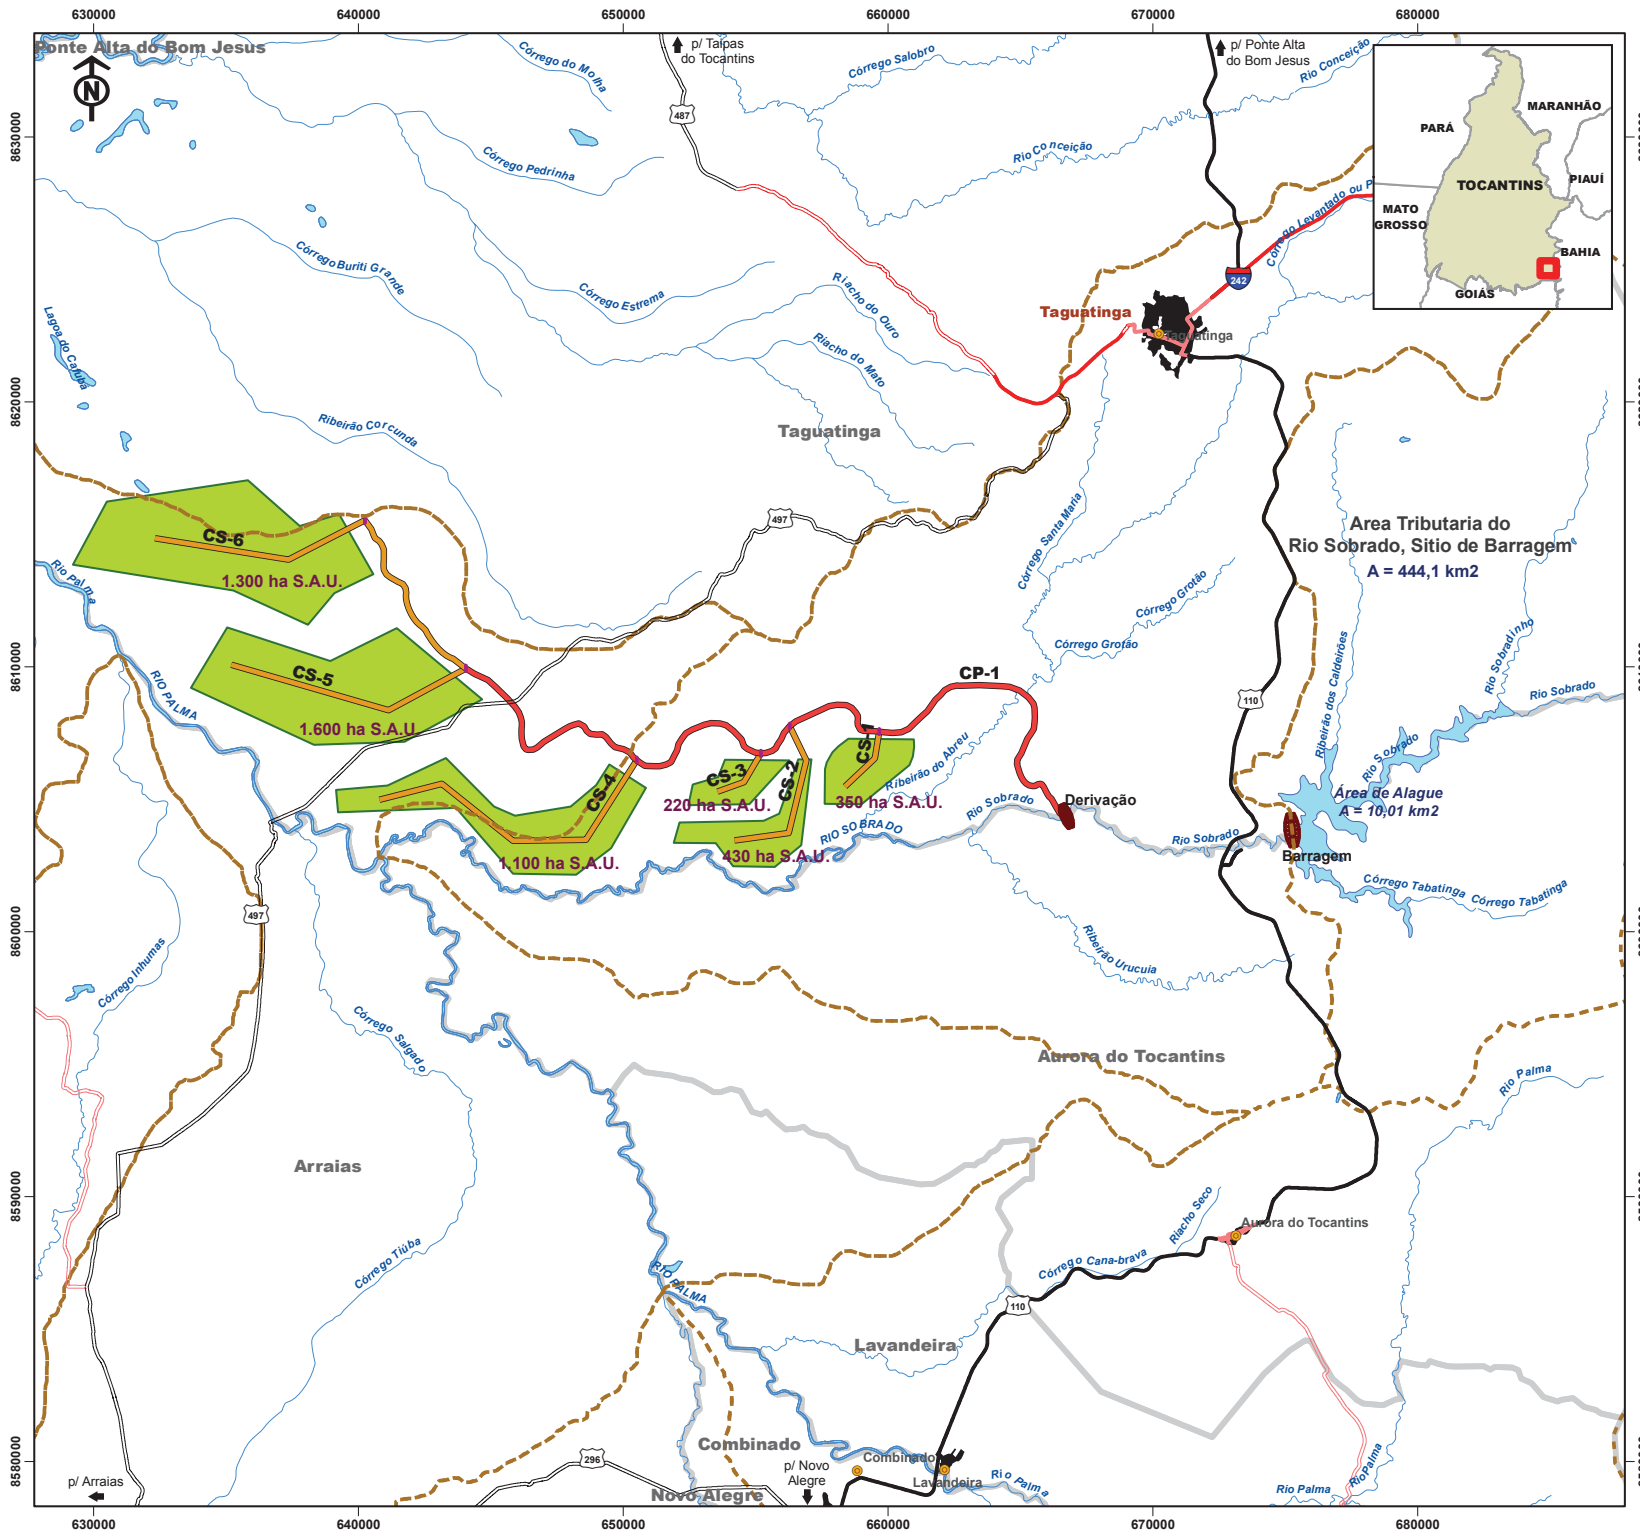 630000
640000
650000
660000
670000
680000
Ponte Alta do Bom Jesus
N
p/ Taipas
do Tocantins
p/ Ponte Alta
do Bom Jesus
Córrego do Molha
Córrego Salobro
Rio Conceição
487
Rio Conceição
Córrego Pedrinha
MARANHÃO
PARÁ
PIAUÍ
TOCANTINS
MATO
GROSSO
BAHIA
GOIÁS
8630000
Córrego Levantado ou P
Córrego Buriti Grande
Córrego Estrema
Riacho do Ouro
242
Taguatinga
Taguatinga
Lagoa do Cajuba
Riacho do Mato
8620000
Ribeirão Corcunda
Taguatinga
497
Córrego Santa Maria
Area Tributaria do
Rio Sobrado, Sitio de Barragem
A = 444,1 km2
CS-6
1.300 ha S.A.U.
Rio Palma
Córrego Grotão
Córrego Grotão
Ribeirão dos Caldeirões
Rio Sobradinho
8610000
CS-5
CP-1
RIO PALMA
1.600 ha S.A.U.
110
Rio Sobrado
Rio Sobrado
CS-1
CS-2
CS-3
CS-4
Ribeirão do Abreu
220 ha S.A.U.
350 ha S.A.U.
Rio Sobrado
Derivação
Área de Alague
A = 10,01 km2
RIO SOBRADO
Rio Sobrado
1.100 ha S.A.U.
430 ha S.A.U.
Barragem
Córrego Tabatinga
Córrego Tabatinga
497
8600000
Córrego Inhumas
Ribeirão Urucuia
Córrego Salgado
Aurora do Tocantins
Rio Palma
Arraias
8590000
Riacho Seco
Aurora do Tocantins
Córrego Tiúba
Córrego Cana-brava
RIO PALMA
110
Lavandeira
Combinado
296
Combinado
8580000
p/ Arraias
p/ Novo
Alegre
Lavandeira
Rio Palma
Rio Palma
Rio Palma
Novo Alegre
630000
640000
650000
660000
670000
680000